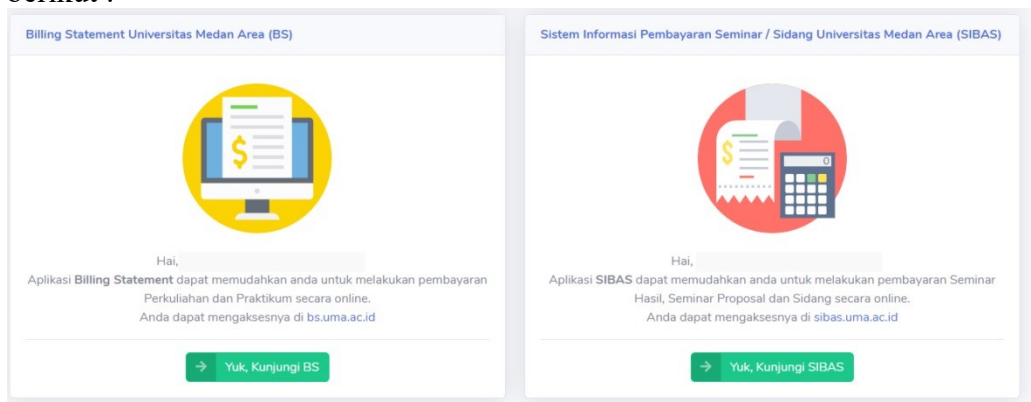 Billing Statement Universitas Medan Area (BS)
$
Hai,
Aplikasi Billing Statement dapat memudahkan anda untuk melakukan pembayaran
Perkuliahan dan Praktikum secara online.
Anda dapat mengaksesnya di bs.uma.ac.id
Yuk, Kunjungi BS
Sistem Informasi Pembayaran Seminar / Sidang Universitas Medan Area (SIBAS)
$
0
Hai,
Aplikasi SIBAS dapat memudahkan anda untuk melakukan pembayaran Seminar
Hasil, Seminar Proposal dan Sidang secara online.
Anda dapat mengaksesnya di sibas.uma.ac.id
Yuk, Kunjungi SIBAS